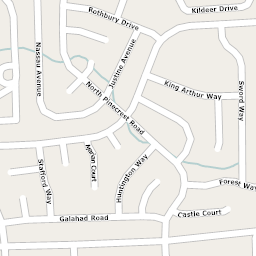 Kildeer Drive
Rothbury Drive
Nassau Avenue
Justine Avenue
King Arthur Way
Sword Way
North Pinecrest Road
Marian Court
Huntington Way
Stafford Way
Forest Way
Galahad Road
Castle Court